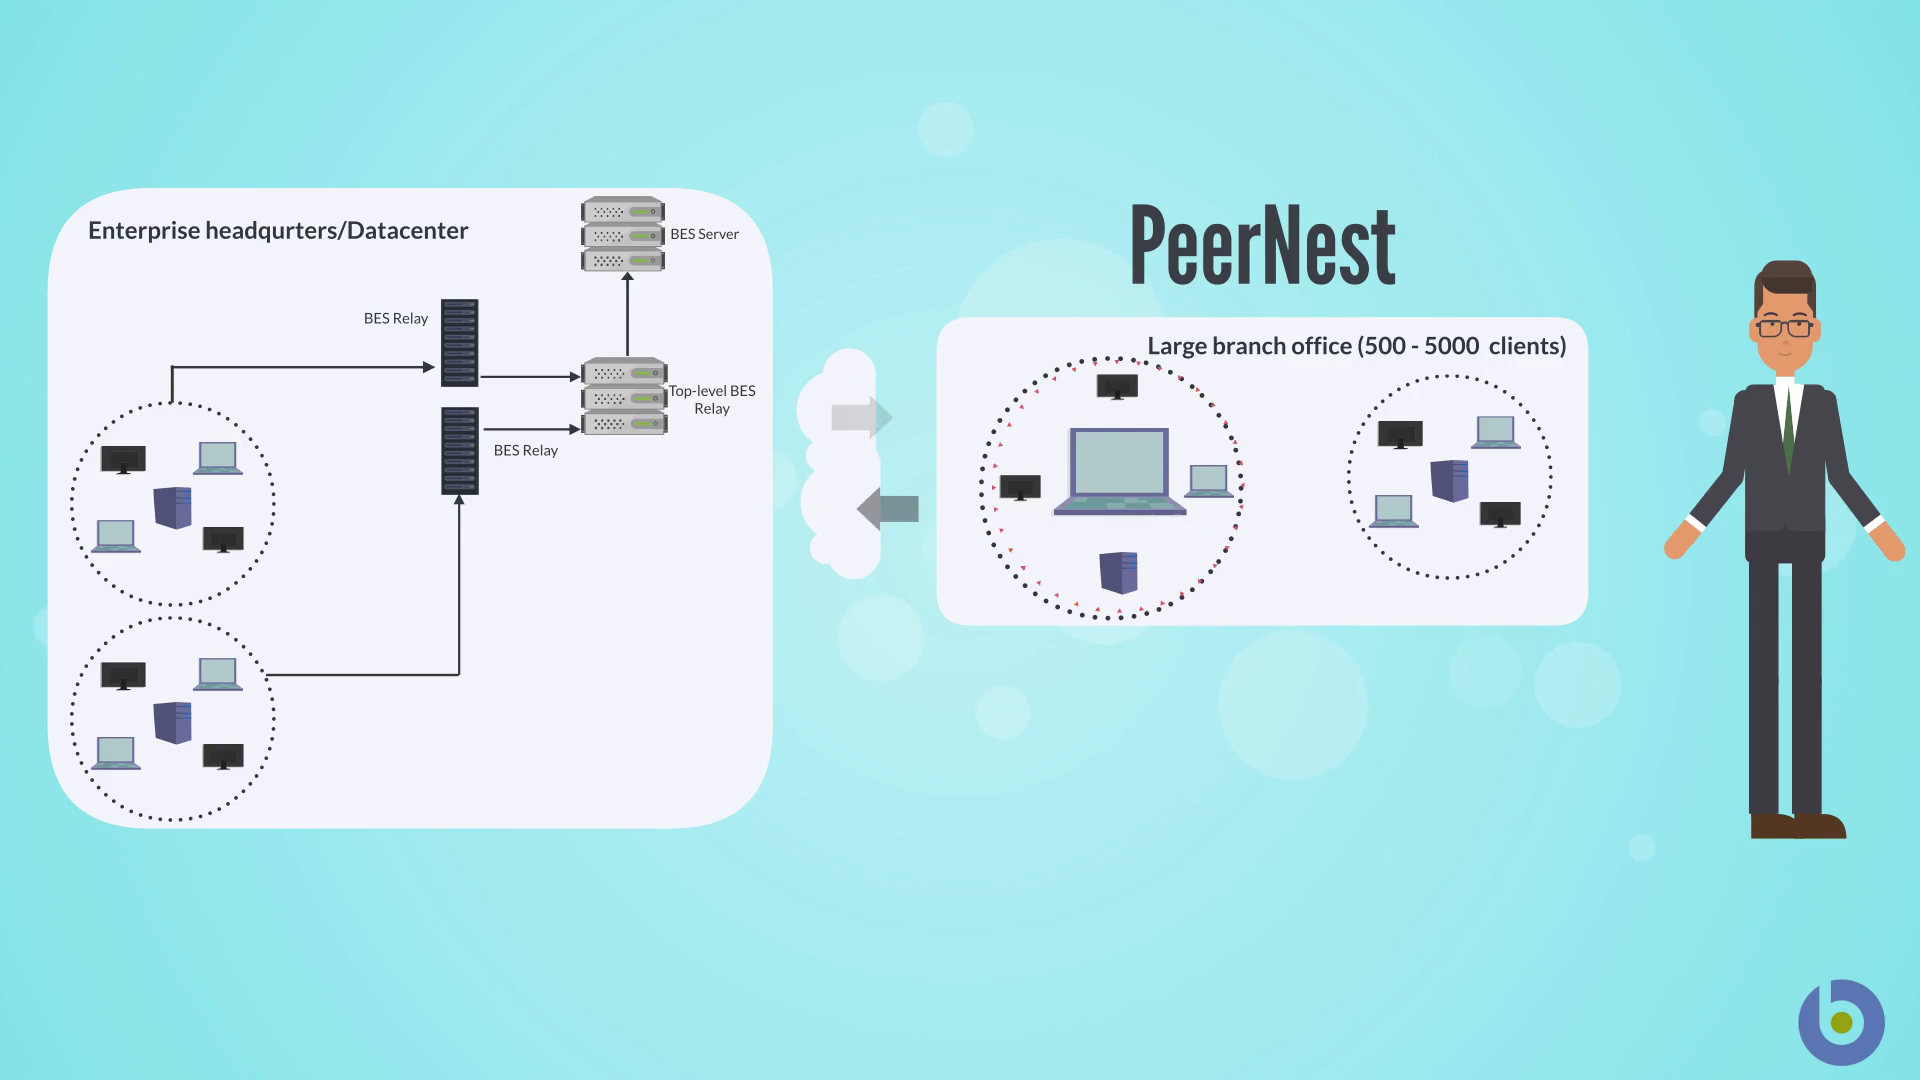 Enterprise headqurters/Datacenter
BES Server
BES Relay
Top-level BES
Relay
BES Relay
PeerNest
Large branch office (500 - 5000 clients)
b